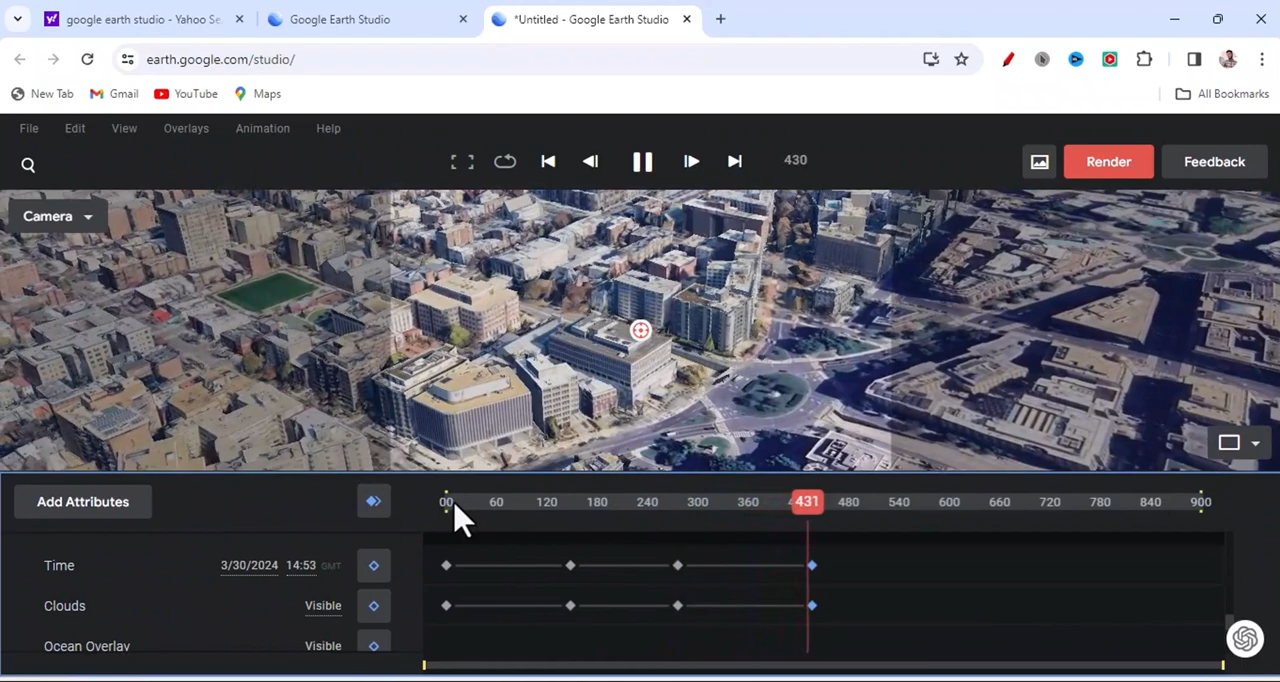 google earth studio - Yahoo Se
Google Earth Studio
*Untitled - Google Earth Studio
earth.google.com/studio/
New Tab
Gmail
YouTube
Maps
All Bookmarks
File Edit View Overlays Animation Help
430
Render
Feedback
Camera
Add Attributes
00 60 120 180 240 300 360 431 480 540 600 660 720 780 840 900
Time 3/30/2024 14:53 GMT
Clouds Visible
Ocean Overlay Visible